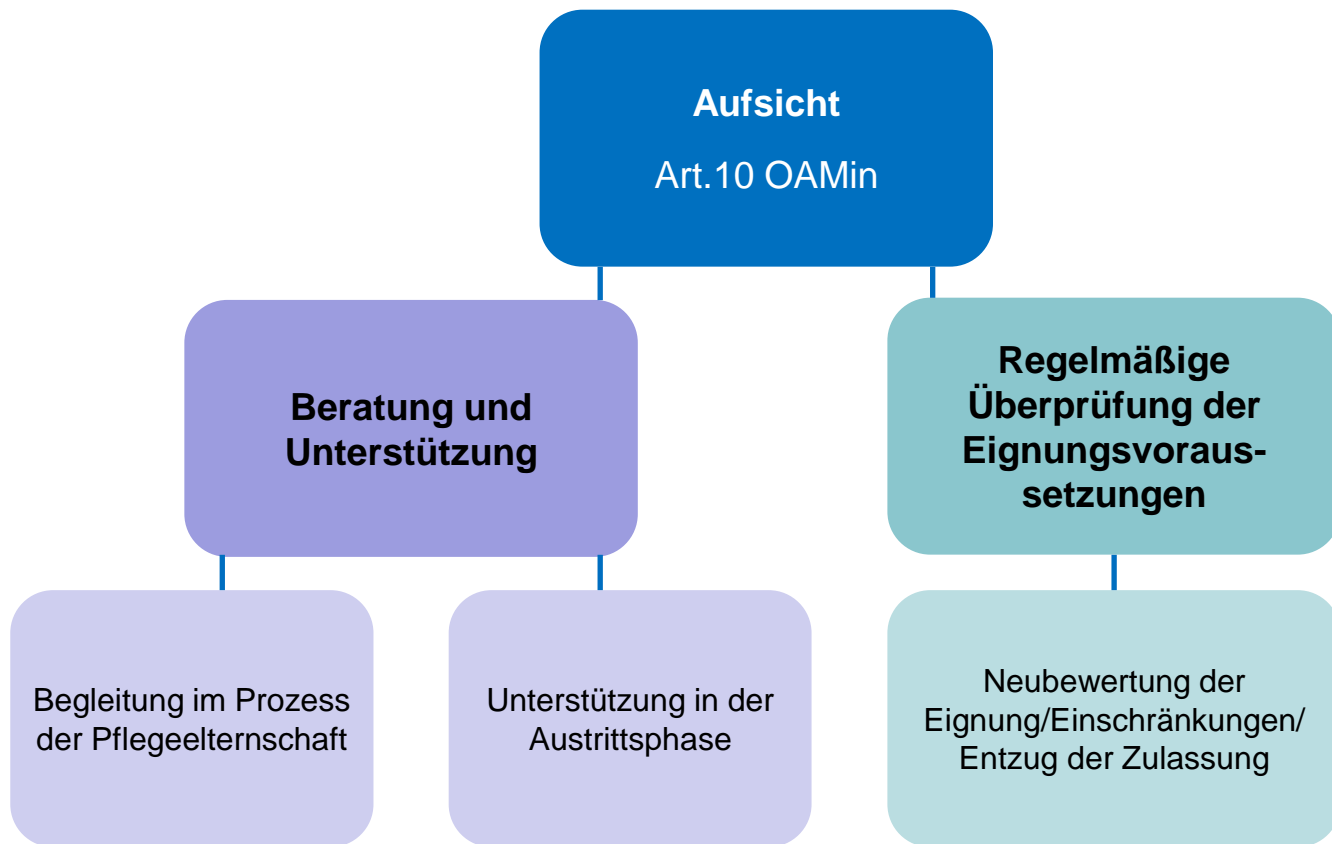 Aufsicht
Art.10 OAMin
Beratung und
Unterstützung
Regelmäßige
Überprüfung der
Eignungsvoraus-
setzungen
Begleitung im Prozess
der Pflegeelternschaft
Unterstützung in der
Austrittsphase
Neubewertung der
Eignung/Einschränkungen/
Entzug der Zulassung